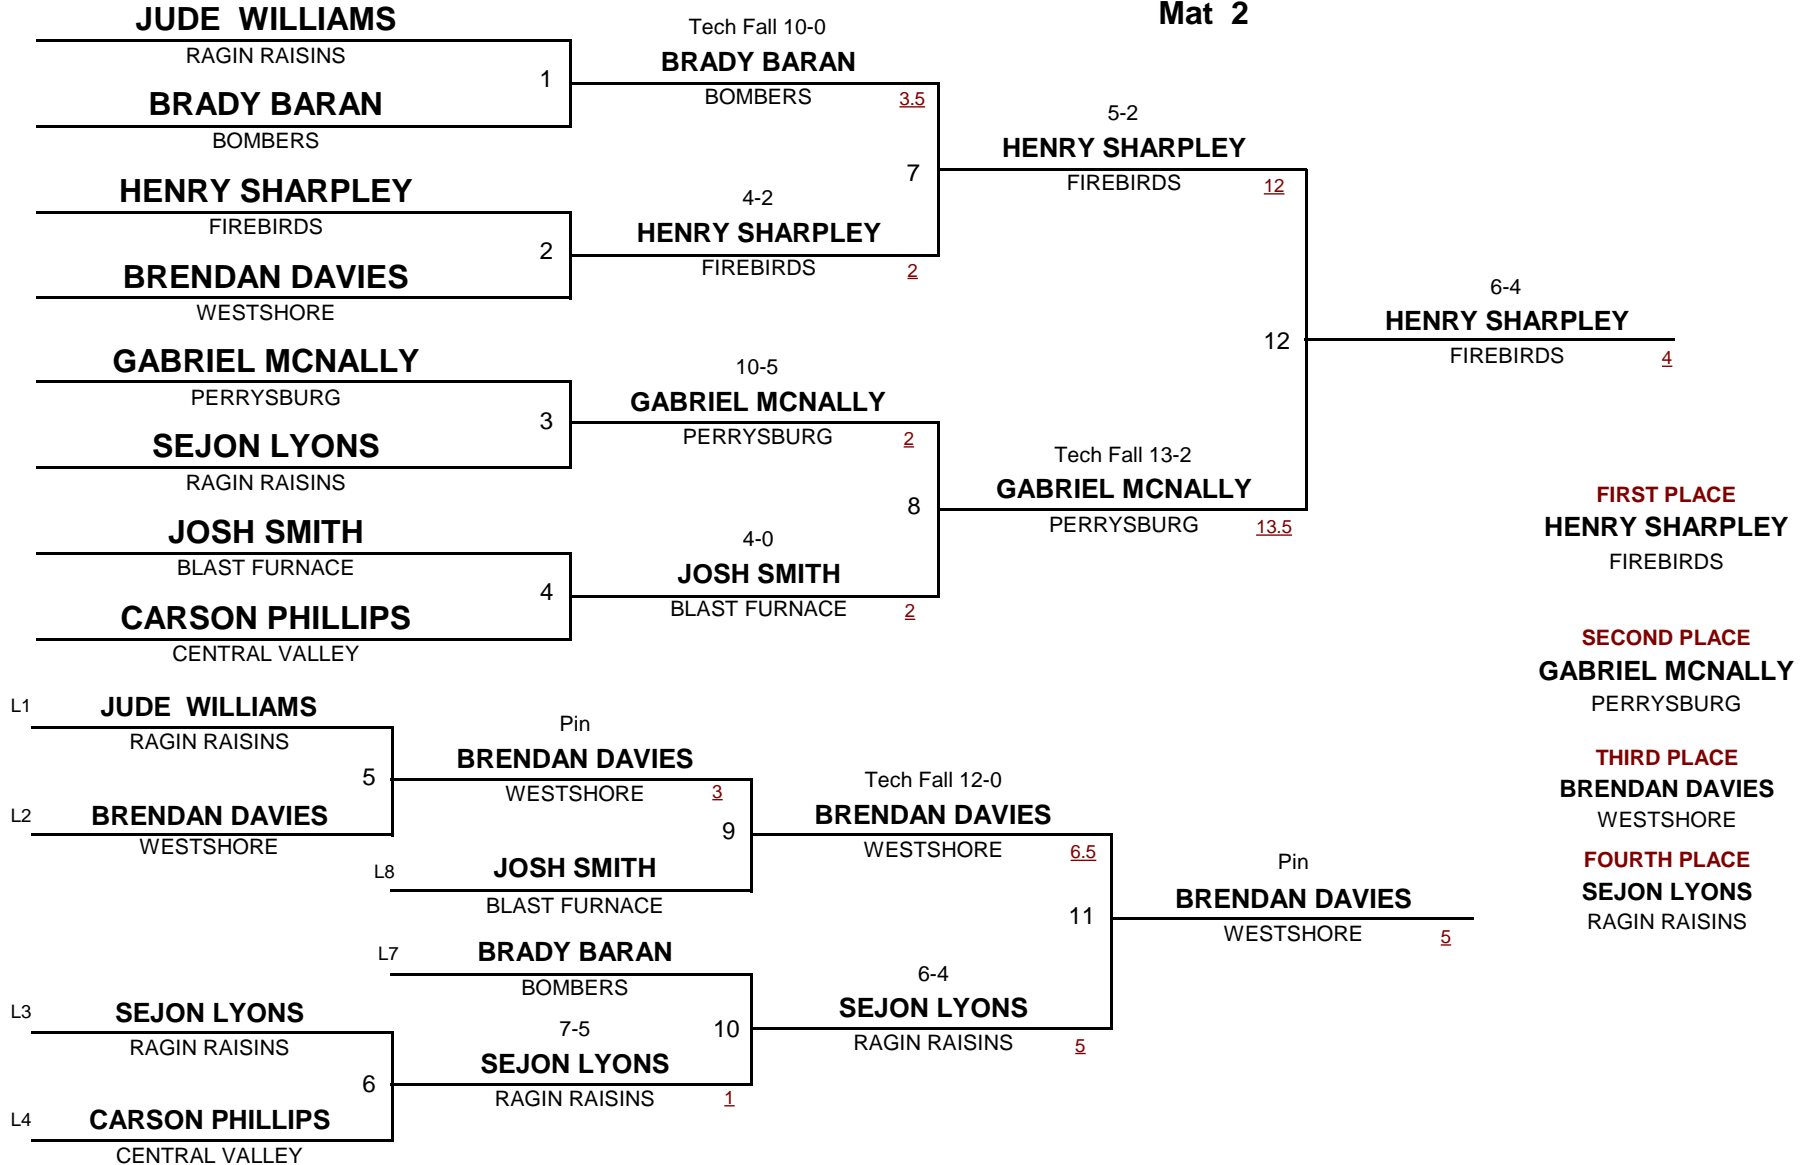 Mat 2
JUDE WILLIAMS
RAGIN RAISINS
1
BRADY BARAN
BOMBERS
HENRY SHARPLEY
FIREBIRDS
2
BRENDAN DAVIES
WESTSHORE
GABRIEL MCNALLY
PERRYSBURG
3
SEJON LYONS
RAGIN RAISINS
JOSH SMITH
BLAST FURNACE
4
CARSON PHILLIPS
CENTRAL VALLEY
Tech Fall 10-0
BRADY BARAN
BOMBERS 3.5
7
4-2
HENRY SHARPLEY
FIREBIRDS 2
10-5
GABRIEL MCNALLY
PERRYSBURG 2
8
4-0
JOSH SMITH
BLAST FURNACE 2
5-2
HENRY SHARPLEY
FIREBIRDS 12
12
Tech Fall 13-2
GABRIEL MCNALLY
PERRYSBURG 13.5
6-4
HENRY SHARPLEY
FIREBIRDS 4
FIRST PLACE
HENRY SHARPLEY
FIREBIRDS
SECOND PLACE
GABRIEL MCNALLY
PERRYSBURG
THIRD PLACE
BRENDAN DAVIES
WESTSHORE
FOURTH PLACE
SEJON LYONS
RAGIN RAISINS
L1 JUDE WILLIAMS
RAGIN RAISINS
5
L2 BRENDAN DAVIES
WESTSHORE
L3 SEJON LYONS
RAGIN RAISINS
6
L4 CARSON PHILLIPS
CENTRAL VALLEY
Pin
BRENDAN DAVIES
WESTSHORE 3
9
L8 JOSH SMITH
BLAST FURNACE
L7 BRADY BARAN
BOMBERS
7-5 10
SEJON LYONS
RAGIN RAISINS 1
Tech Fall 12-0
BRENDAN DAVIES
WESTSHORE 6.5
11
6-4
SEJON LYONS
RAGIN RAISINS 5
Pin
BRENDAN DAVIES
WESTSHORE 5